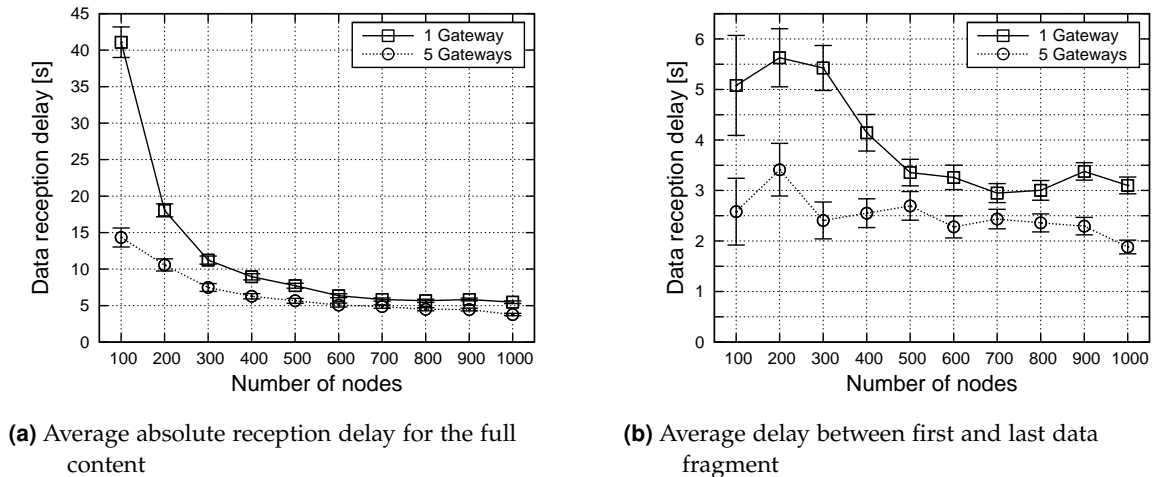 45
40
35
30
25
20
15
10
5
0
Data reception delay [s]
1 Gateway
5 Gateways
100 200 300 400 500 600 700 800 900 1000
Number of nodes
(a) Average absolute reception delay for the full
content
6
5
4
3
2
1
0
Data reception delay [s]
1 Gateway
5 Gateways
100 200 300 400 500 600 700 800 900 1000
Number of nodes
(b) Average delay between first and last data
fragment